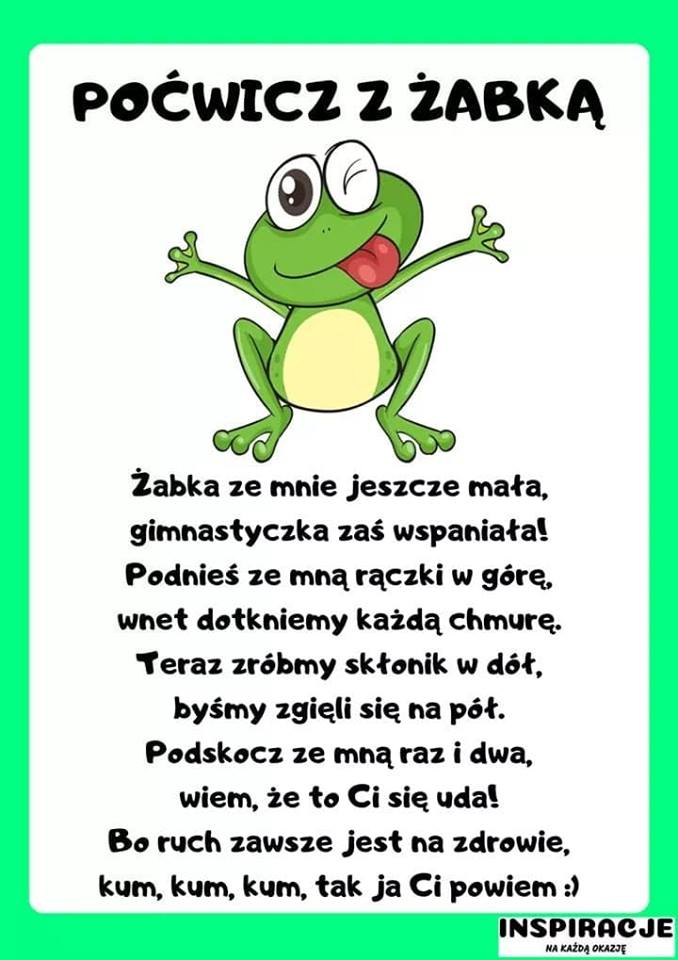 POĆWICZ Z ŻABKĄ
Żabka ze mnie jeszcze mała,
gimnastyczka zaś wspaniała!
Podnieś ze mną rączki w górę,
wnet dotkniemy każdą chmurę.
Teraz zróbmy skłonik w dół,
byśmy zgięli się na pół.
Podskocz ze mną raz i dwa,
wiem, że to Ci się uda!
Bo ruch zawsze jest na zdrowie,
kum, kum, kum, tak ja Ci powiem :)
INSPIRACJE
NA KAŻDĄ OKAZJĘ